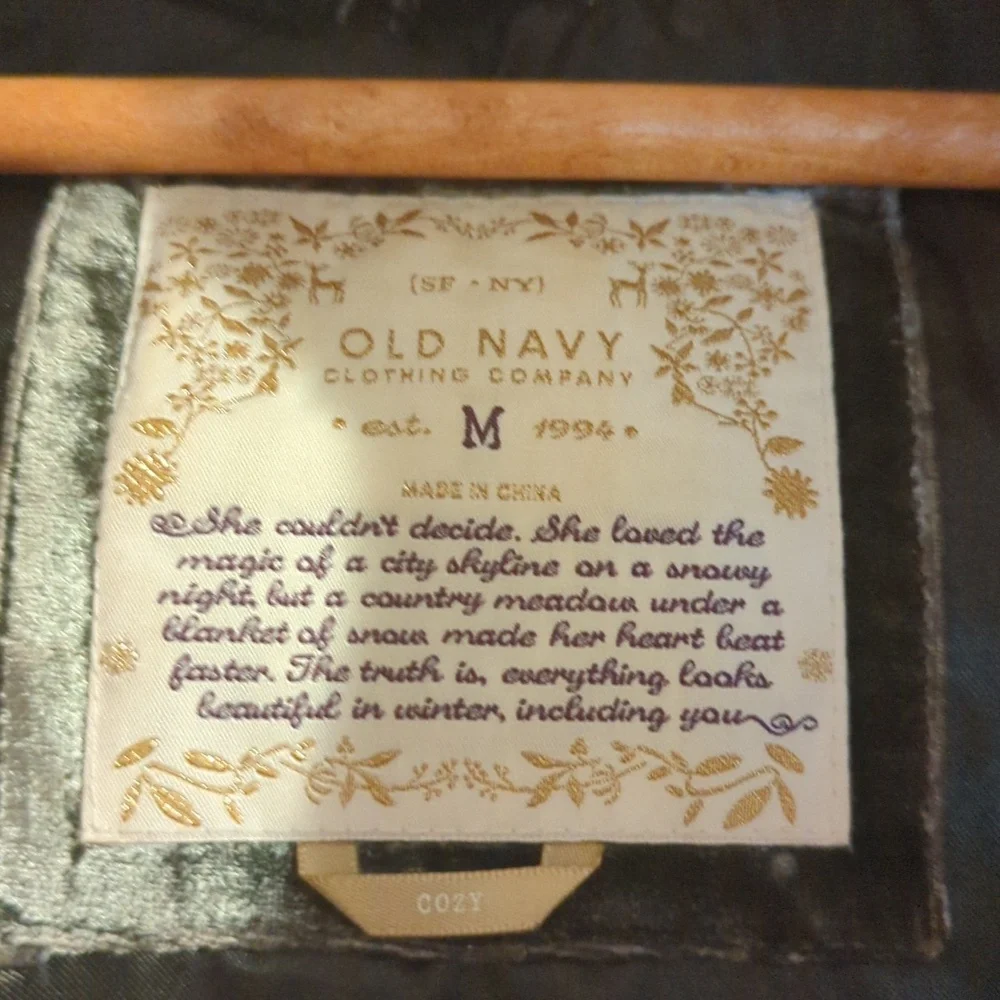 (SF · NY)
OLD NAVY
CLOTHING COMPANY
• est. M 1994 •
MADE IN CHINA
She couldn't decide. She loved the
magic of a city skyline on a snowy
night, but a country meadow under a
blanket of snow made her heart beat
faster. The truth is, everything looks
beautiful in winter, including you
COZY